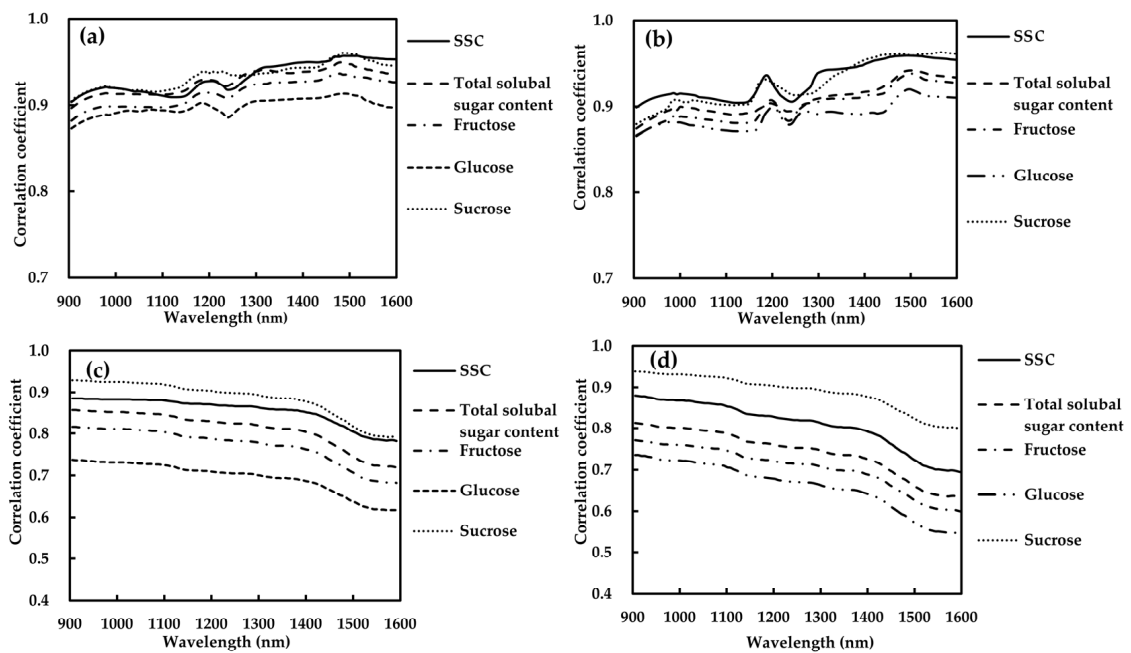 (a)
1.0
0.9
0.8
0.7
Correlation coefficient
900 1000 1100 1200 1300 1400 1500 1600
Wavelength (nm)
SSC
Total solubal
sugar content
Fructose
Glucose
Sucrose
(b)
1.0
0.9
0.8
0.7
Correlation coefficient
900 1000 1100 1200 1300 1400 1500 1600
Wavelength (nm)
SSC
Total solubal
sugar content
Fructose
Glucose
Sucrose
(c)
1.0
0.9
0.8
0.7
0.6
0.5
0.4
Correlation coefficient
900 1000 1100 1200 1300 1400 1500 1600
Wavelength (nm)
SSC
Total solubal
sugar content
Fructose
Glucose
Sucrose
(d)
1.0
0.9
0.8
0.7
0.6
0.5
0.4
Correlation coefficient
900 1000 1100 1200 1300 1400 1500 1600
Wavelength (nm)
SSC
Total solubal
sugar content
Fructose
Glucose
Sucrose